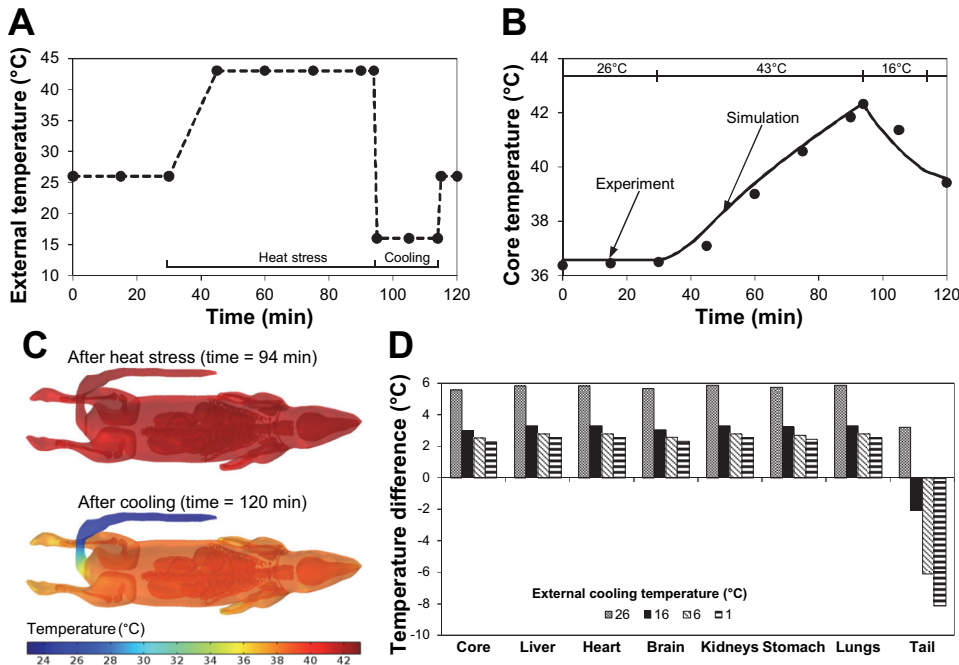 A
External temperature (°C)
45
40
35
30
25
20
15
10
Heat stress
Cooling
0 20 40 60 80 100 120
Time (min)
B
Core temperature (°C)
44
42
40
38
36
26°C 43°C 16°C
Simulation
Experiment
0 20 40 60 80 100 120
Time (min)
C
After heat stress (time = 94 min)
After cooling (time = 120 min)
Temperature (°C)
24 26 28 30 32 34 36 38 40 42
D
Temperature difference (°C)
6
4
2
0
-2
-4
-6
-8
-10
External cooling temperature (°C)
26 16 6 1
Core Liver Heart Brain Kidneys Stomach Lungs Tail